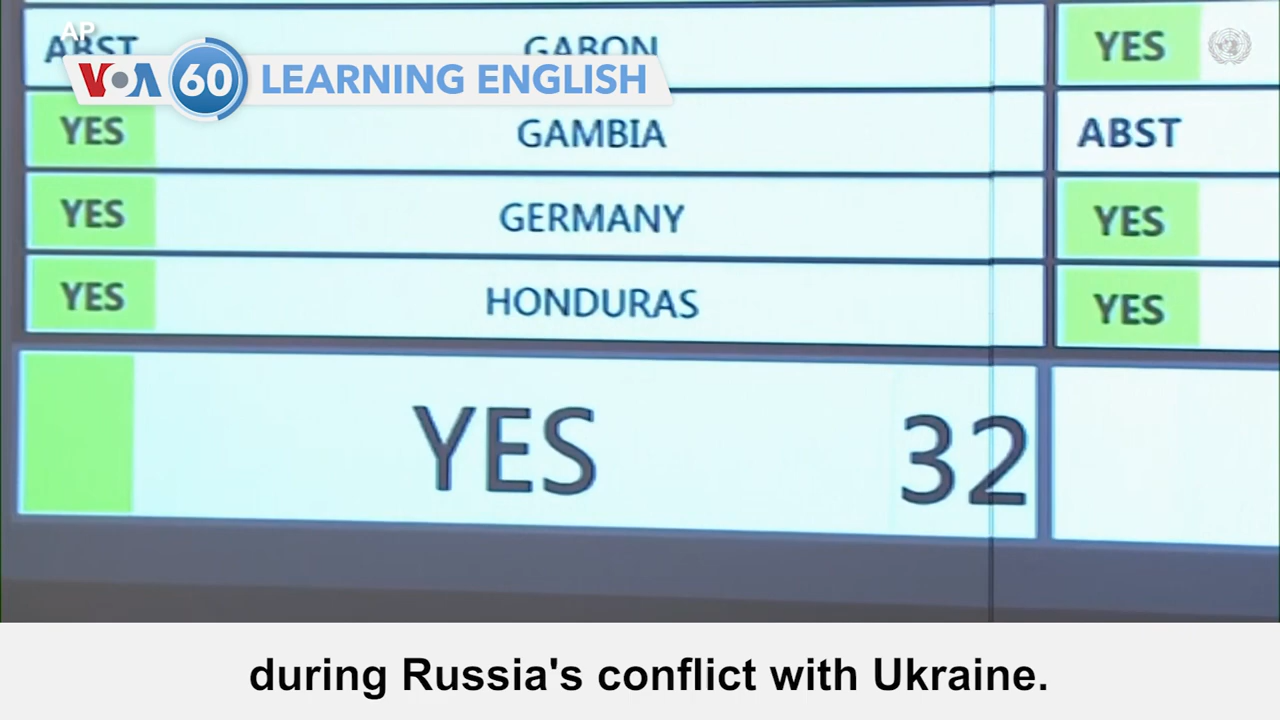 AP
VOA 60 LEARNING ENGLISH
ABST GABON YES
YES GAMBIA ABST
YES GERMANY YES
YES HONDURAS YES
YES 32
during Russia's conflict with Ukraine.